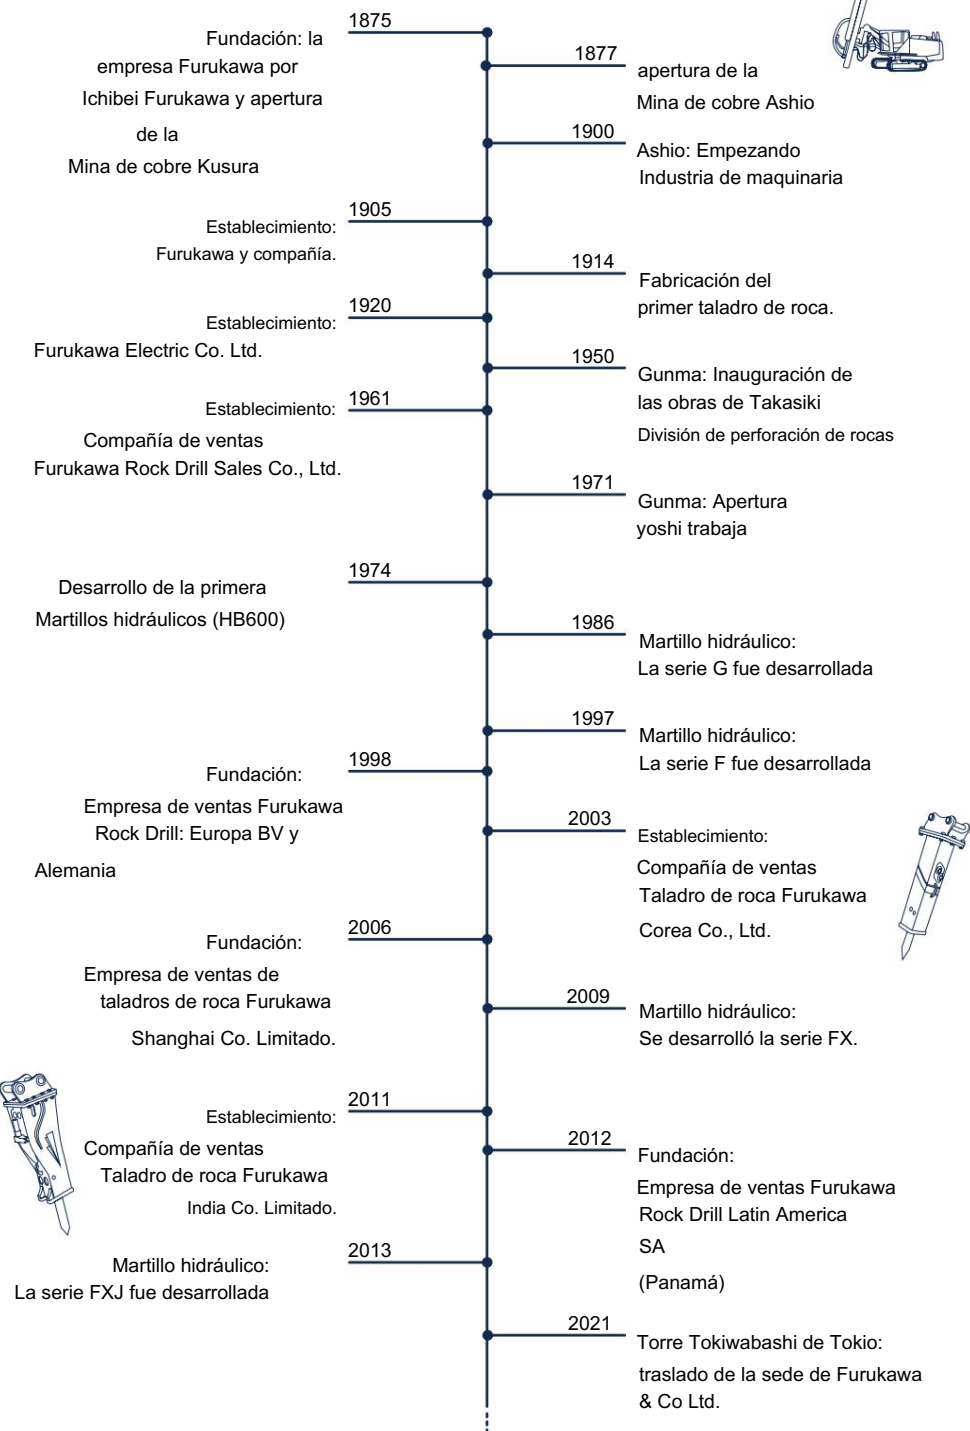 1875
Fundación: la
empresa Furukawa por
Ichibei Furukawa y apertura
de la
Mina de cobre Kusura
1877
apertura de la
Mina de cobre Ashio
1900
Ashio: Empezando
Industria de maquinaria
1905
Establecimiento:
Furukawa y compañía.
1914
Fabricación del
primer taladro de roca.
1920
Establecimiento:
Furukawa Electric Co. Ltd.
1950
Gunma: Inauguración de
las obras de Takasiki
División de perforación de rocas
1961
Establecimiento:
Compañía de ventas
Furukawa Rock Drill Sales Co., Ltd.
1971
Gunma: Apertura
yoshi trabaja
1974
Desarrollo de la primera
Martillos hidráulicos (HB600)
1986
Martillo hidráulico:
La serie G fue desarrollada
1997
Martillo hidráulico:
La serie F fue desarrollada
1998
Fundación:
Empresa de ventas Furukawa
Rock Drill: Europa BV y
Alemania
2003
Establecimiento:
Compañía de ventas
Taladro de roca Furukawa
Corea Co., Ltd.
2006
Fundación:
Empresa de ventas de
taladros de roca Furukawa
Shanghai Co. Limitado.
2009
Martillo hidráulico:
Se desarrolló la serie FX.
2011
Establecimiento:
Compañía de ventas
Taladro de roca Furukawa
India Co. Limitado.
2012
Fundación:
Empresa de ventas Furukawa
Rock Drill Latin America
SA
(Panamá)
2013
Martillo hidráulico:
La serie FXJ fue desarrollada
2021
Torre Tokiwabashi de Tokio:
traslado de la sede de Furukawa
& Co Ltd.